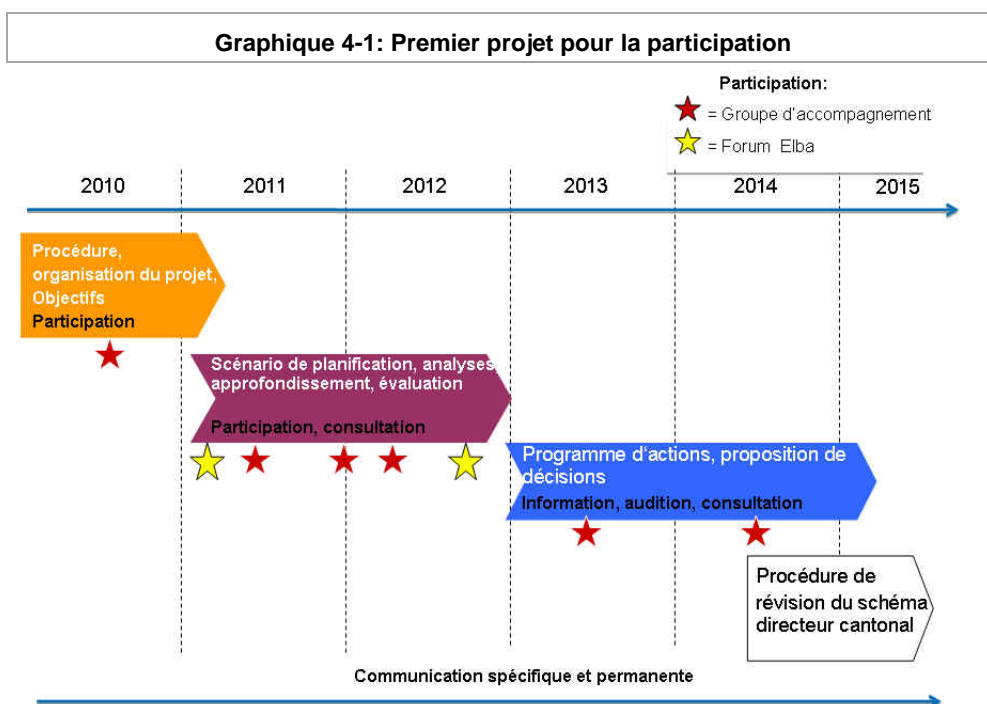 Graphique 4-1: Premier projet pour la participation
Participation:
= Groupe d'accompagnement
= Forum Elba
2010 2011 2012 2013 2014 2015
Procédure,
organisation du projet,
Objectifs
Participation
Scénario de planification, analyses,
approfondissement, évaluation
Participation, consultation
Programme d'actions, proposition de
décisions
Information, audition, consultation
Procédure de
révision du schéma
directeur cantonal
Communication spécifique et permanente